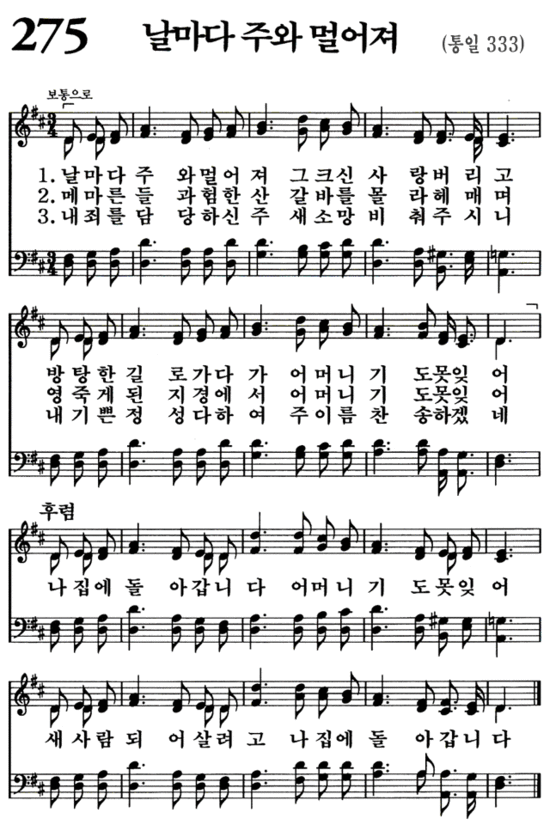 275 날마다 주와 멀어져 (통일 333)
보통으로
1. 날마다 주 와멀어 져 그크신 사 랑버리 고
2. 메마른 들 과험한 산 갈바를 몰 라헤매 며
3. 내죄를 담 당하신 주 새소망 비 춰주시 니
방탕한 길 로가다 가 어머니 기 도못잊 어
영죽게 된 지경에 서 어머니 기 도못잊 어
내기쁜 정 성다하 여 주이름 찬 송하겠 네
후렴
나집에 돌 아갑니 다 어머니 기 도못잊 어
새사람 되 어살려 고 나집에 돌 아갑니 다